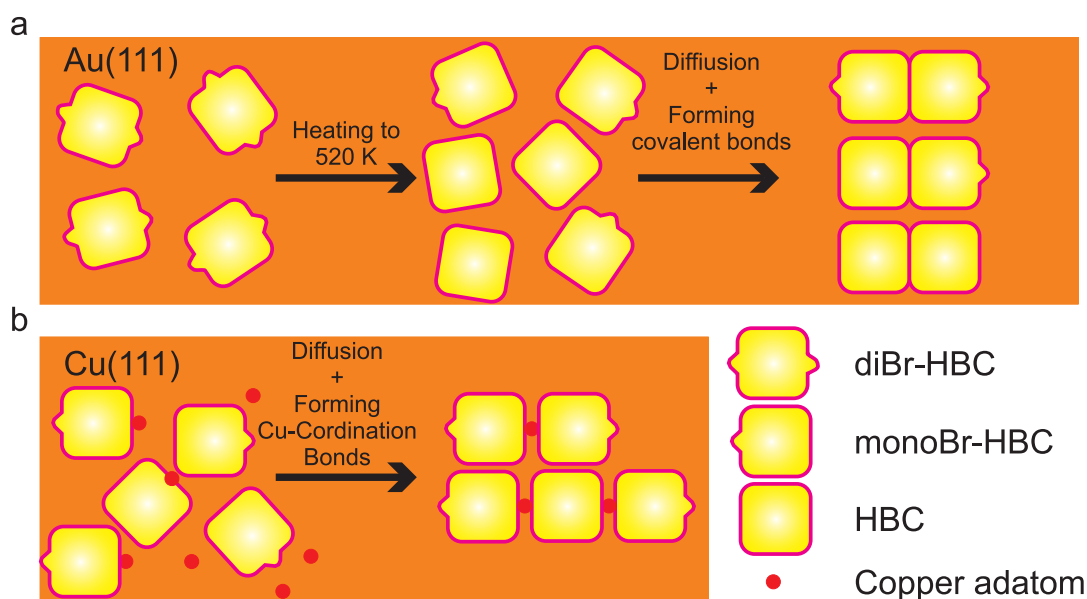 a
Au(111)
Heating to
520 K
Diffiusion
+
Forming
covalent bonds
b
Cu(111)
Diffusion
+
Forming
Cu-Cordination
Bonds
diBr-HBC
monoBr-HBC
HBC
Copper adatom